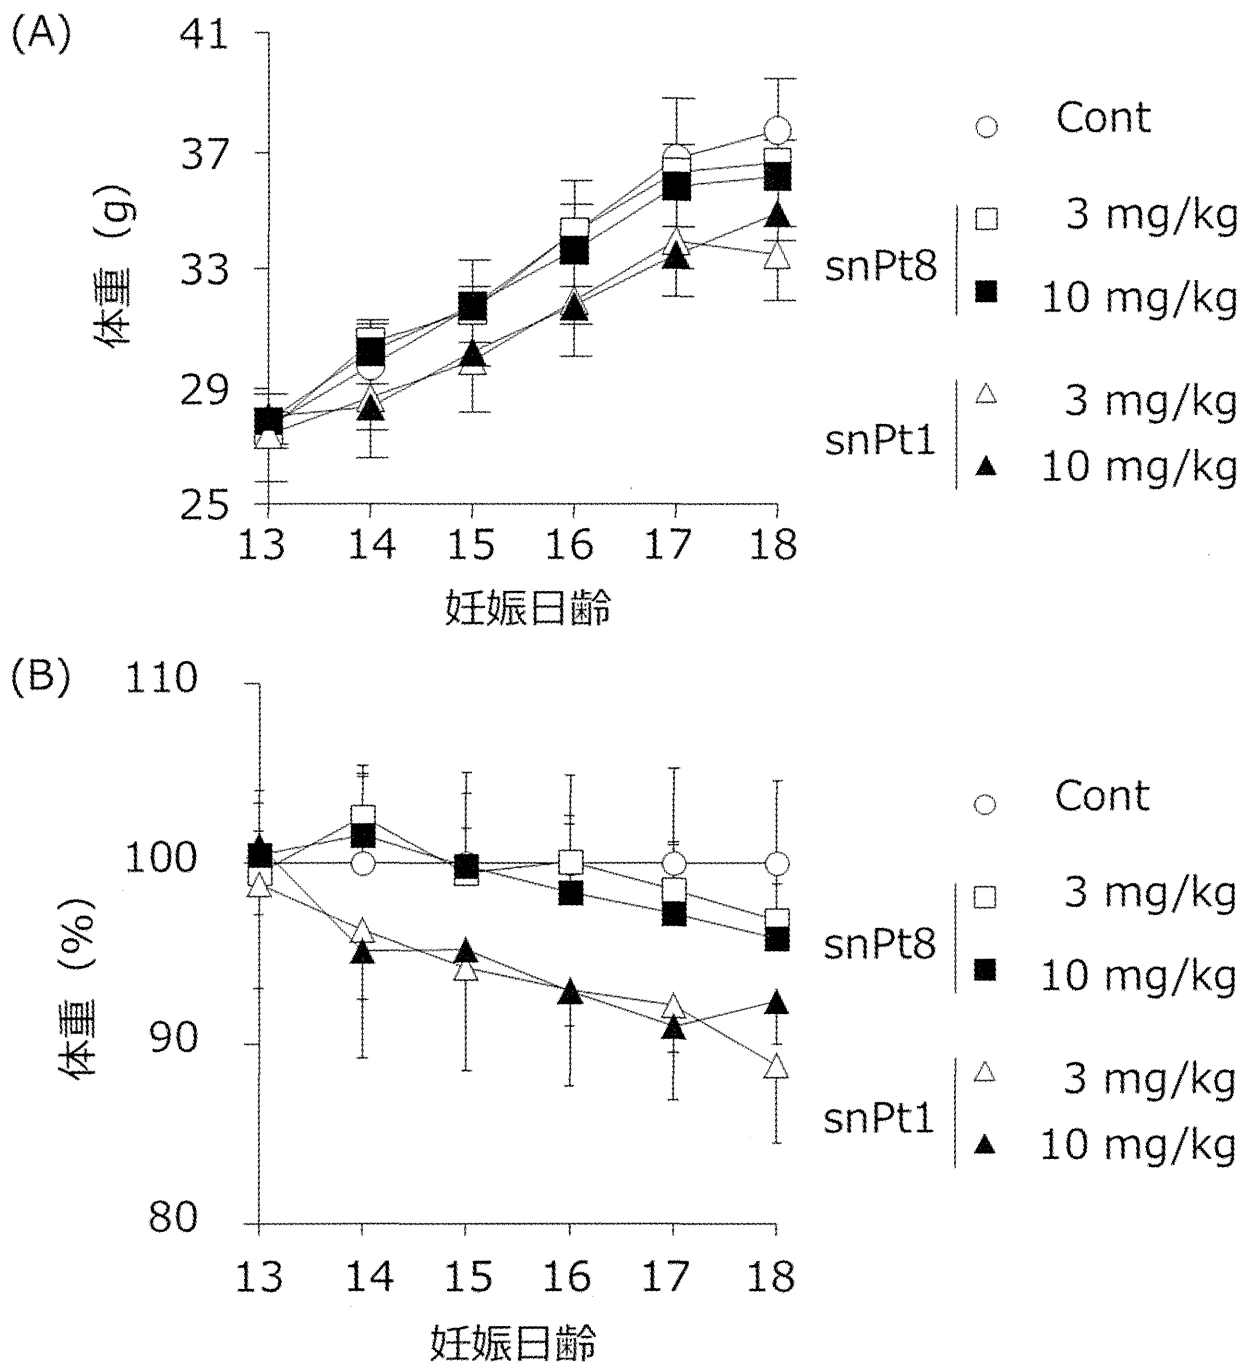 (A)
41
37
33
29
25
体重 (g)
13 14 15 16 17 18
妊娠日齢
Cont
snPt8
3 mg/kg
10 mg/kg
snPt1
3 mg/kg
10 mg/kg
(B)
110
100
90
80
体重 (%)
13 14 15 16 17 18
妊娠日齢
Cont
snPt8
3 mg/kg
10 mg/kg
snPt1
3 mg/kg
10 mg/kg